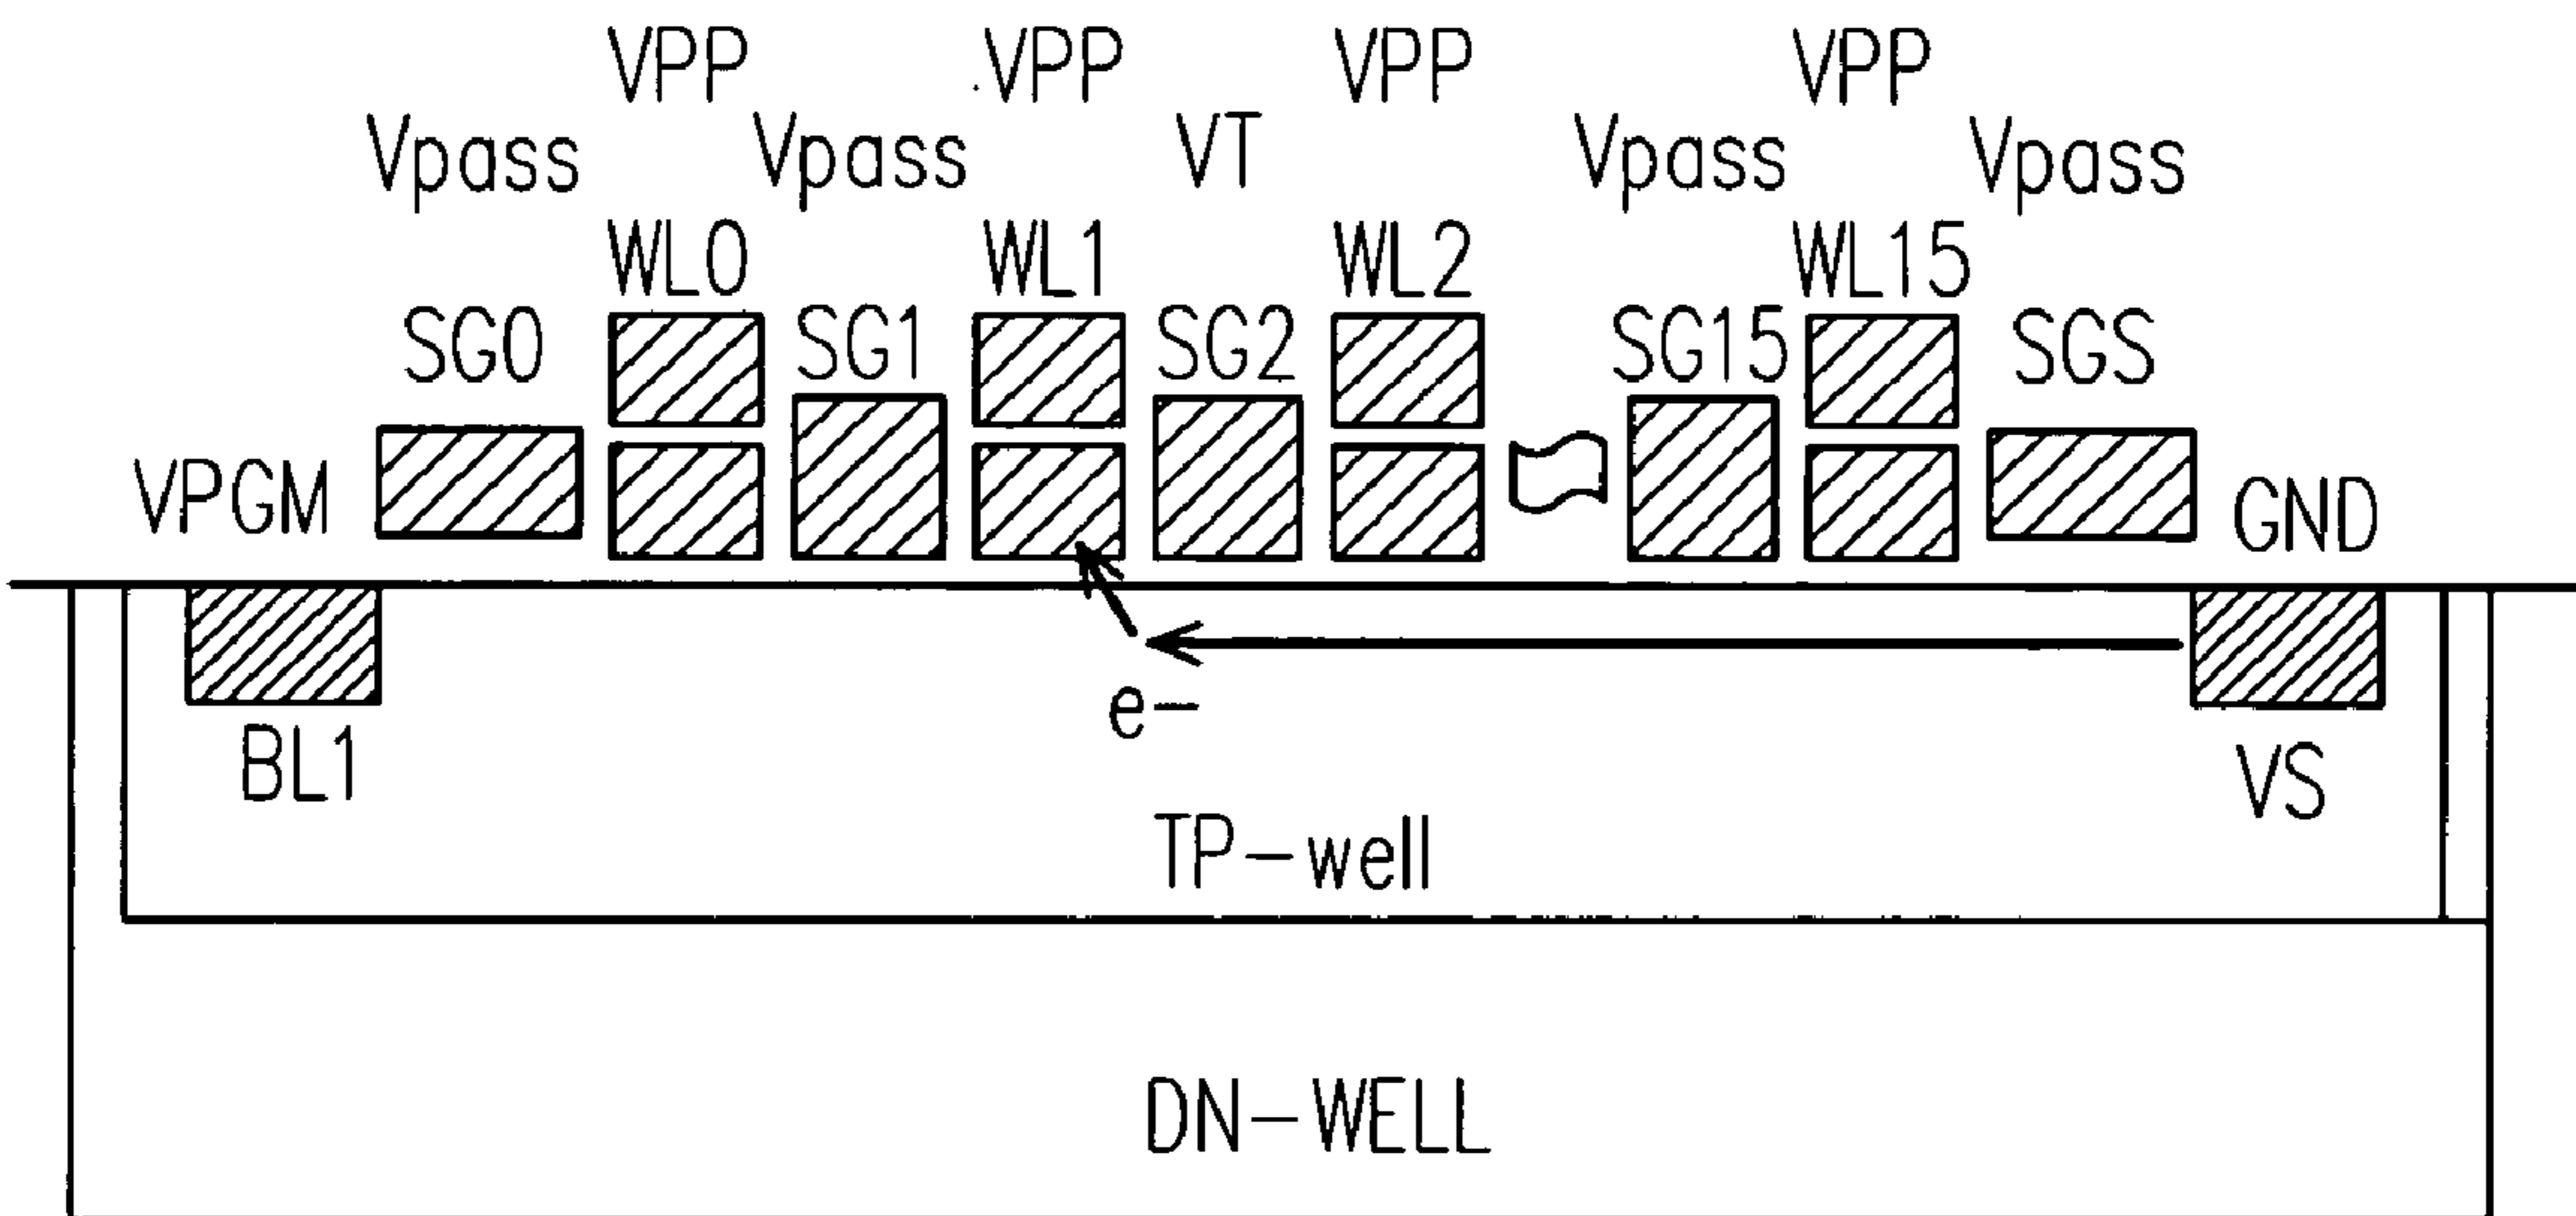 VPP VPP VPP VPP
Vpass Vpass VT Vpass Vpass
WL0 WL1 WL2 WL15
SG0 SG1 SG2 SG15 SGS
VPGM GND
e-
BL1 VS
TP-well
DN-WELL